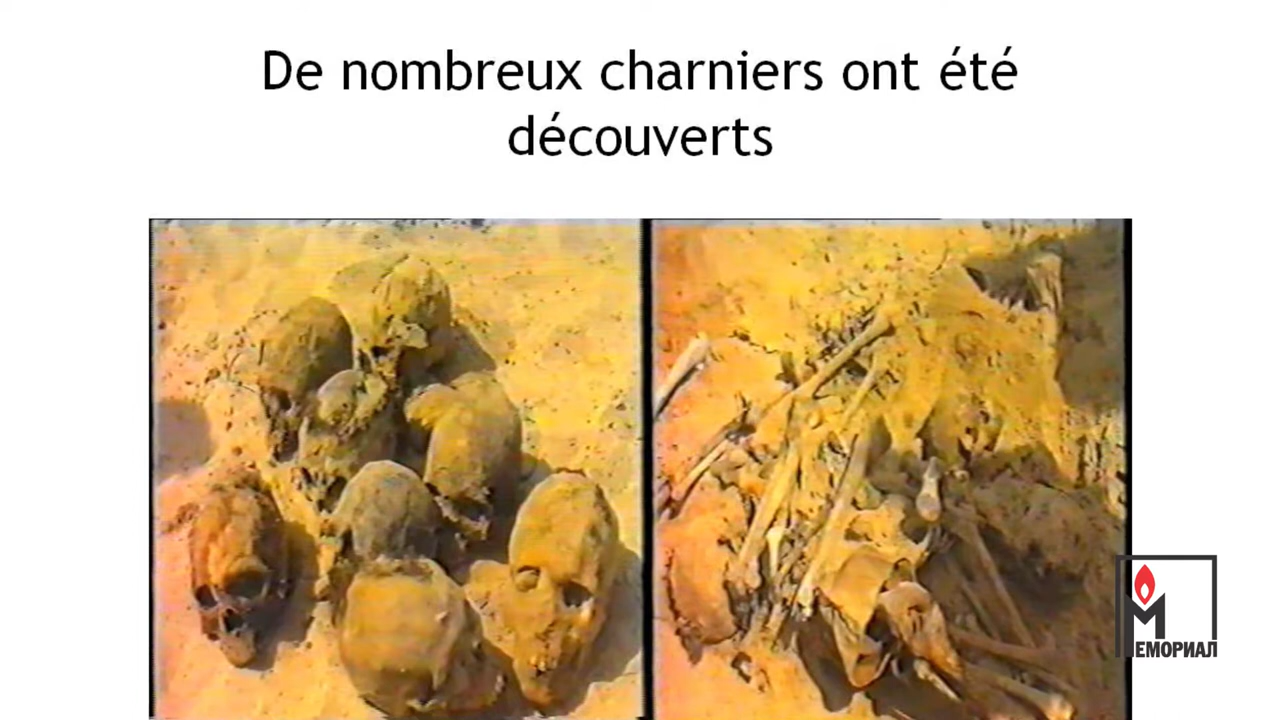 De nombreux charniers ont été
découverts
МЕМОРИАЛ